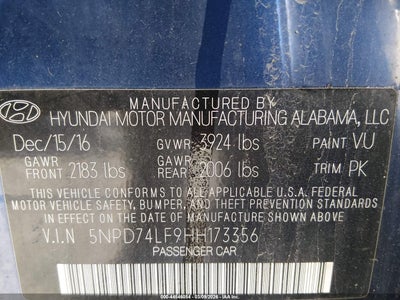 MANUFACTURED BY
HYUNDAI MOTOR MANUFACTURING ALABAMA, LLC
Dec/15/16 GVWR 3924 lbs PAINT VU
GAWR FRONT 2183 lbs GAWR REAR 2006 lbs TRIM PK
THIS VEHICLE CONFORMS TO ALL APPLICABLE U.S.A. FEDERAL
MOTOR VEHICLE SAFETY, BUMPER, AND THEFT PREVENTION STANDARDS
IN EFFECT ON THE DATE OF MANUFACTURE SHOWN ABOVE.
V.I.N 5NPD74LF9HH173356
PASSENGER CAR